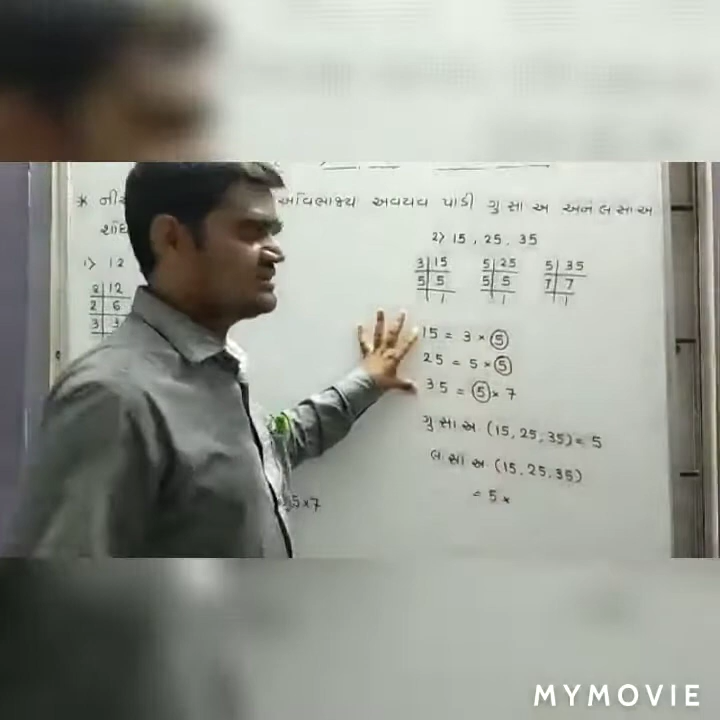 * નીચ અવિભાજ્ય અવયવ પાડી ગુ સા અ અને લ સા અ
શોધ
1> 12
2 12
2 6
3 3
2> 15 , 25 , 35
3 15 5 25 5 35
5 5 5 5 7 7
1 1 1
15 = 3 × 5
25 = 5 × 5
35 = 5 × 7
ગુ સા અ. (15, 25, 35) = 5
લ. સા અ. (15, 25, 35)
= 5 ×
5×7
MYMOVIE